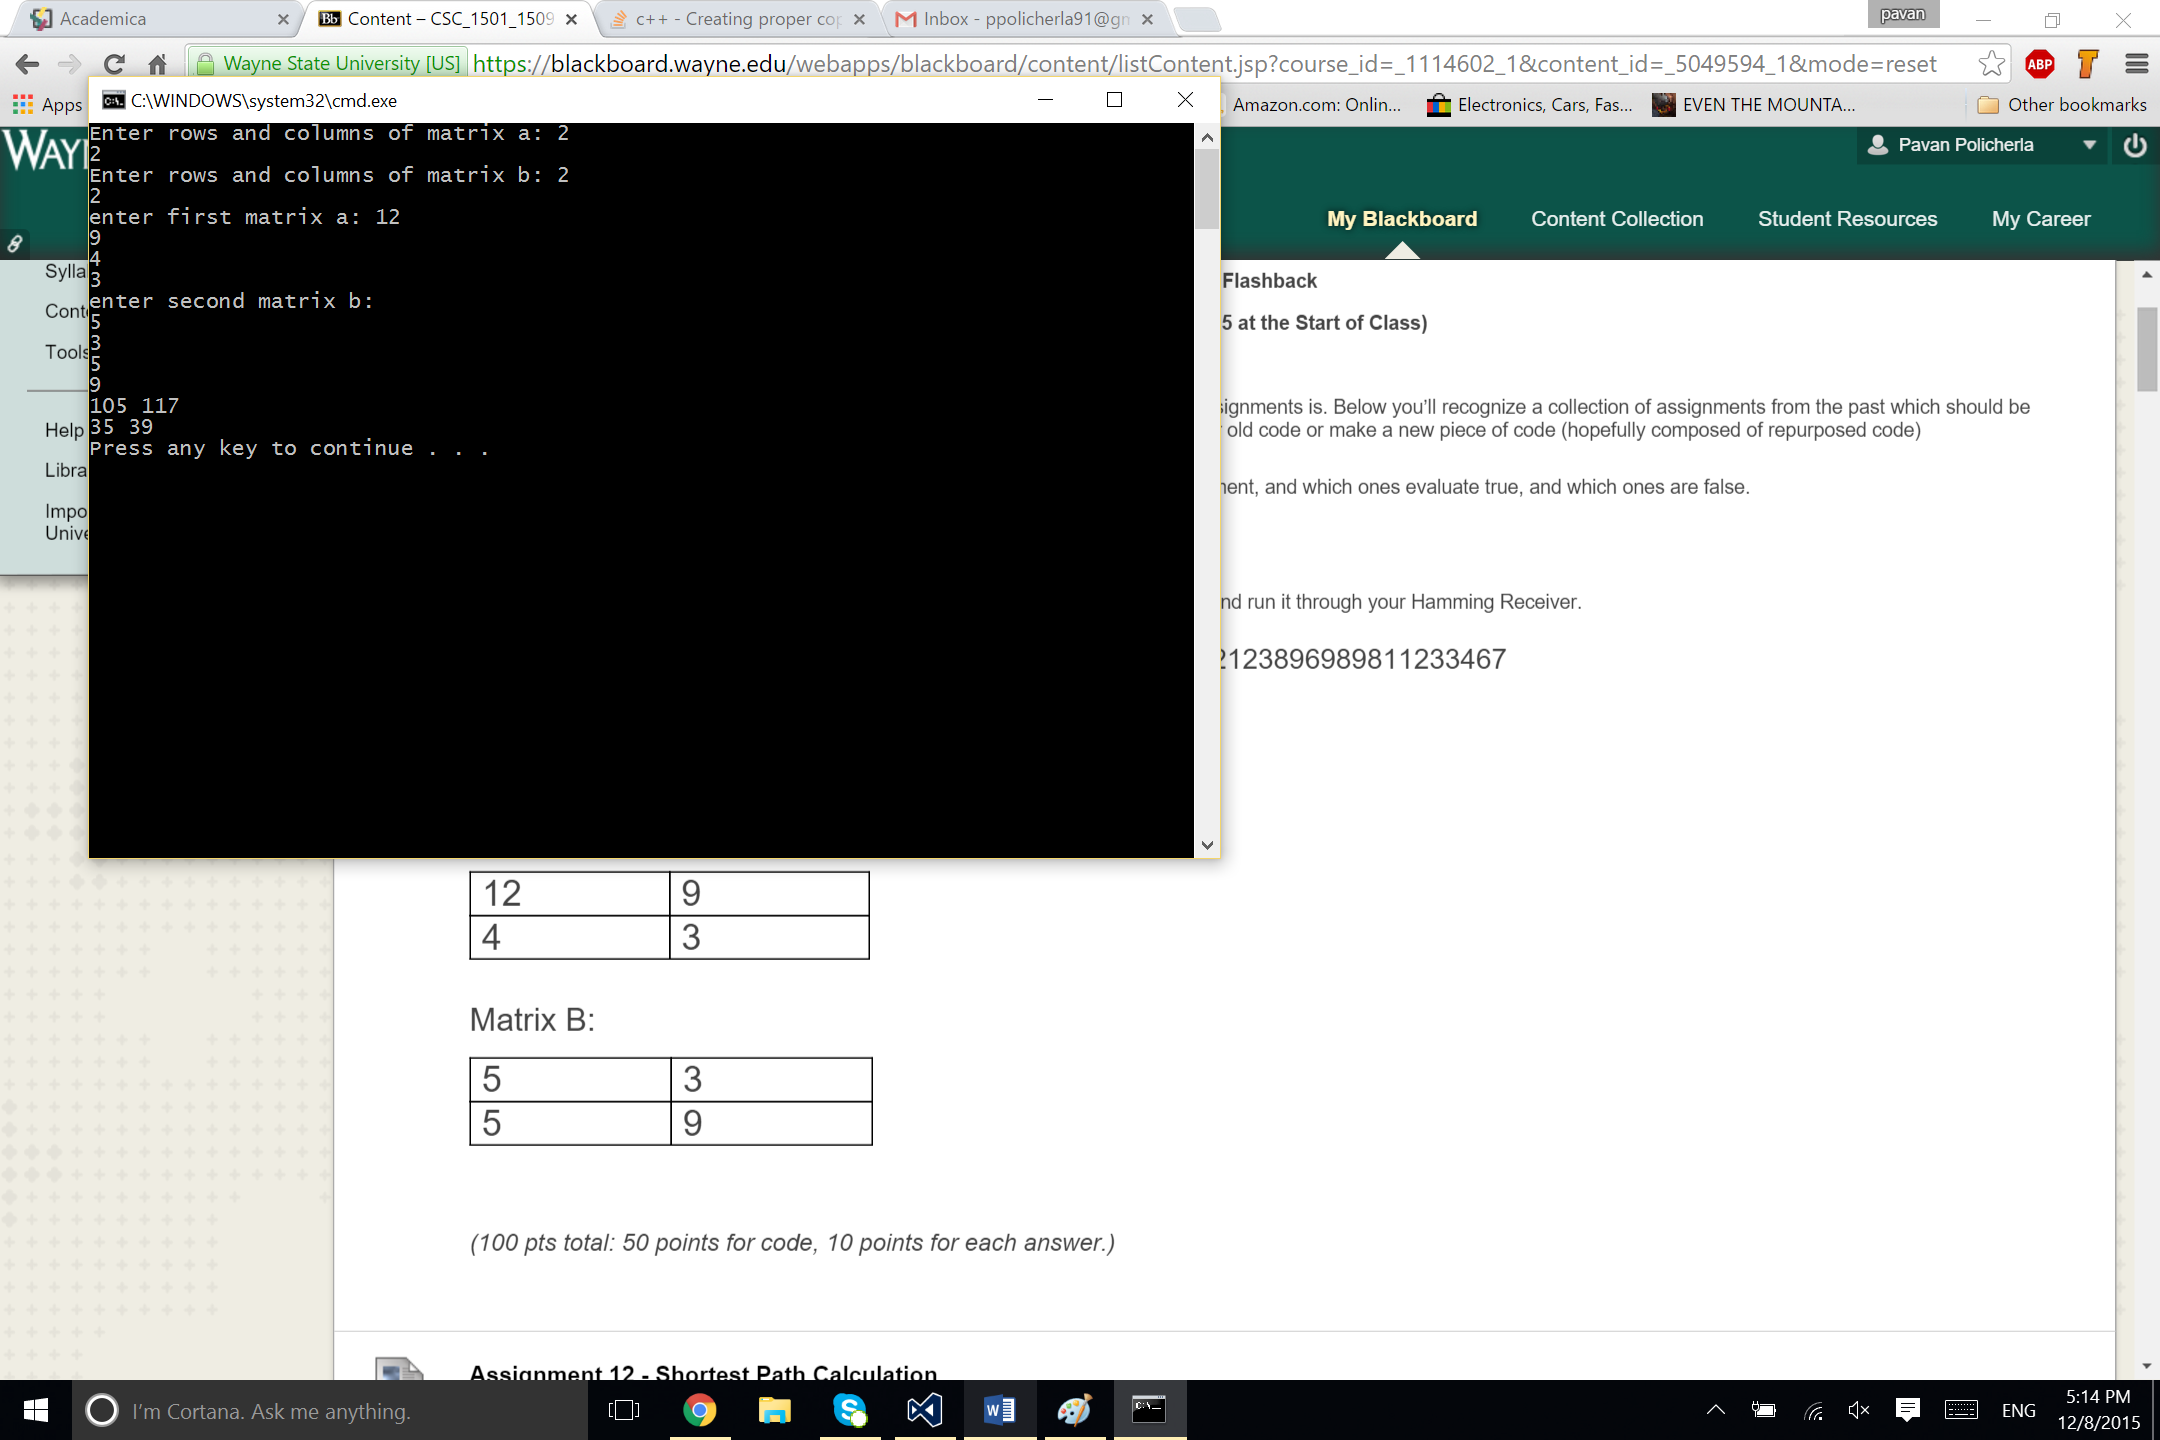 Academica
Content – CSC_1501_1509
c++ - Creating proper cop
Inbox - ppolicherla91@gm
pavan
Wayne State University [US]
https://blackboard.wayne.edu/webapps/blackboard/content/listContent.jsp?course_id=_1114602_1&content_id=_5049594_1&mode=reset
ABP
Apps
Amazon.com: Onlin...
Electronics, Cars, Fas...
EVEN THE MOUNTA...
Other bookmarks
C:\WINDOWS\system32\cmd.exe
Enter rows and columns of matrix a: 2
2
Enter rows and columns of matrix b: 2
2
enter first matrix a: 12
9
4
3
enter second matrix b:
5
3
5
9
105 117
35 39
Press any key to continue . . .
WAY
Pavan Policherla
My Blackboard
Content Collection
Student Resources
My Career
Sylla
Cont
Tools
Help
Libra
Impo
Unive
Flashback
5 at the Start of Class)
ignments is. Below you'll recognize a collection of assignments from the past which should be
old code or make a new piece of code (hopefully composed of repurposed code)
ent, and which ones evaluate true, and which ones are false.
nd run it through your Hamming Receiver.
2123896989811233467
12 9
4 3
Matrix B:
5 3
5 9
(100 pts total: 50 points for code, 10 points for each answer.)
Assignment 12 - Shortest Path Calculation
I'm Cortana. Ask me anything.
ENG
5:14 PM
12/8/2015